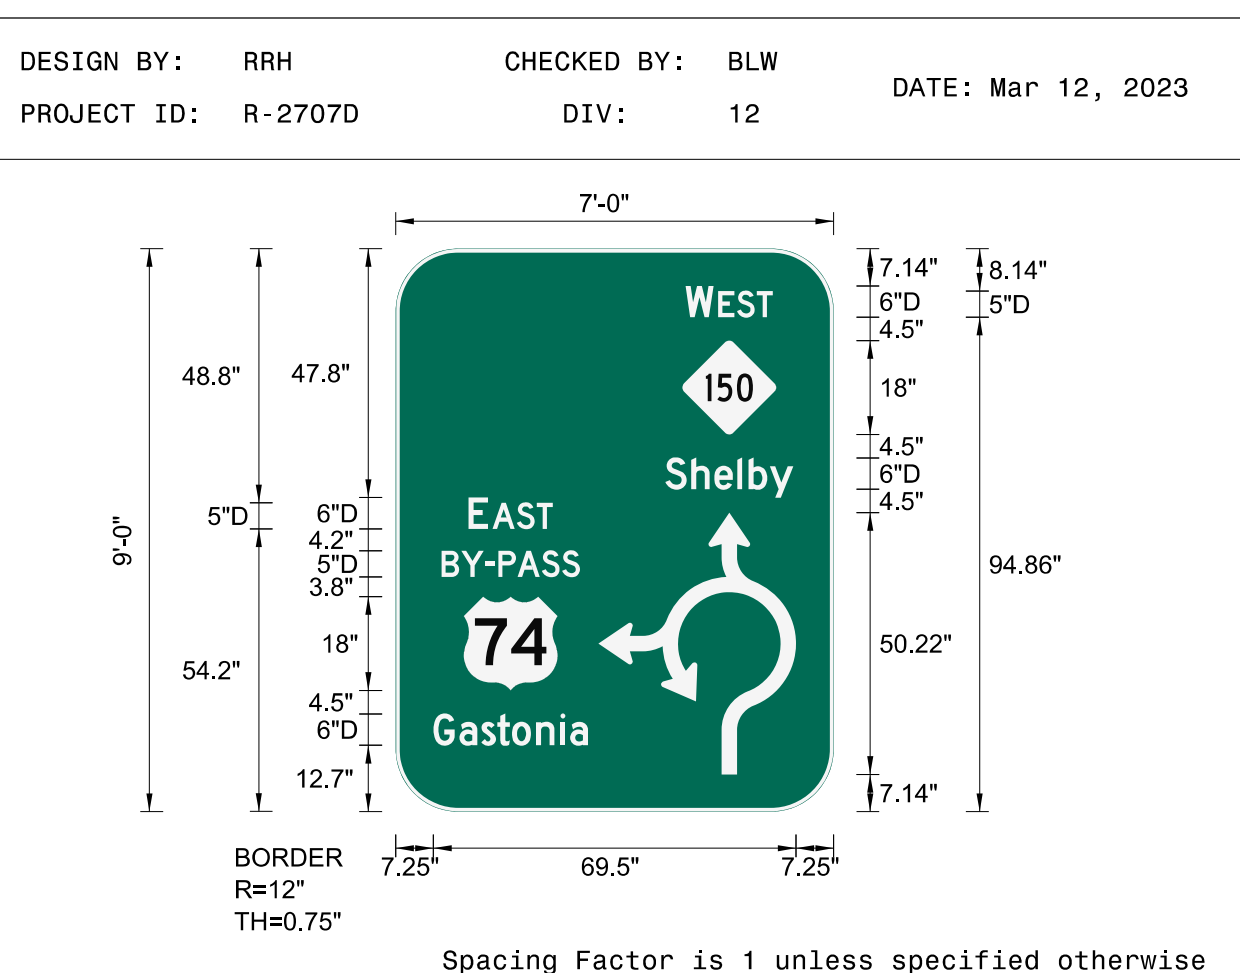 DESIGN BY: RRH CHECKED BY: BLW
DATE: Mar 12, 2023
PROJECT ID: R-2707D DIV: 12
7'-0"
7.14" 8.14"
WEST 6"D 5"D
4.5"
48.8" 47.8" 150 18"
4.5"
Shelby 6"D
4.5"
9'-0" 5"D 6"D EAST
4.2"
5"D BY-PASS 94.86"
3.8"
18" 74 50.22"
54.2"
4.5"
6"D Gastonia
12.7" 7.14"
BORDER 7.25" 69.5" 7.25"
R=12"
TH=0.75"
Spacing Factor is 1 unless specified otherwise